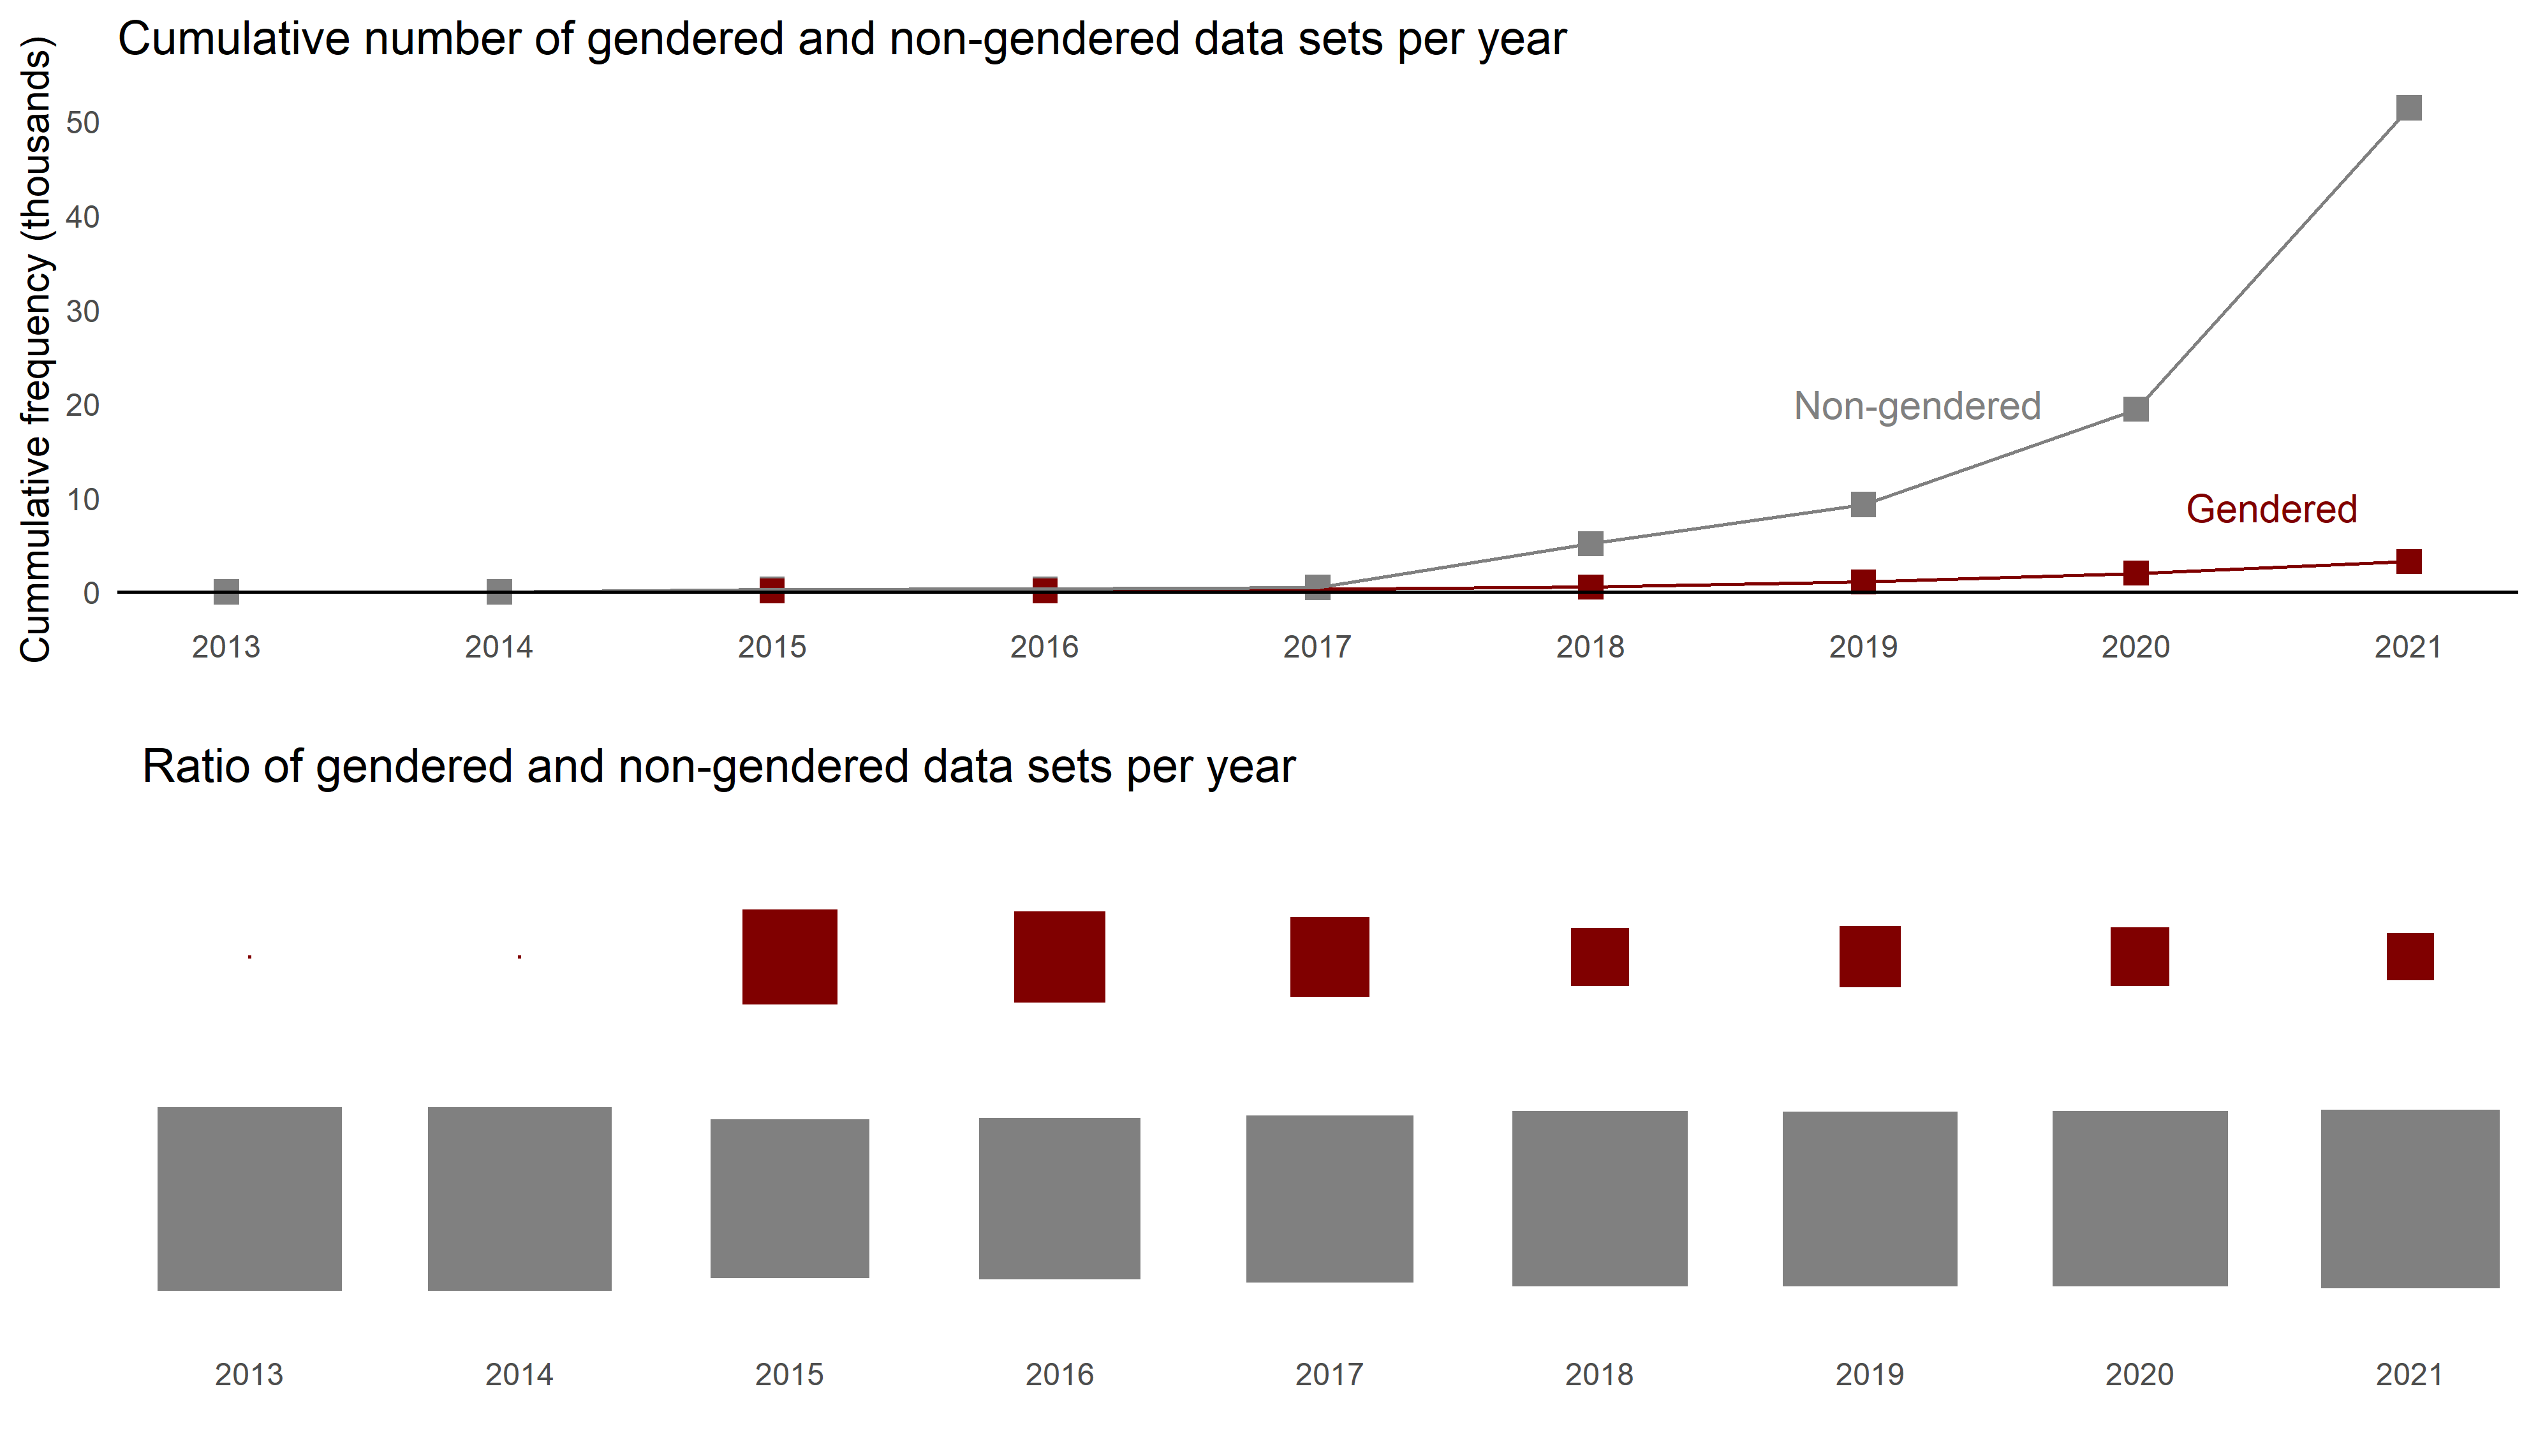 Cumulative number of gendered and non-gendered data sets per year
Cummulative frequency (thousands)
50
40
30
20
10
0
Non-gendered
Gendered
2013 2014 2015 2016 2017 2018 2019 2020 2021
Ratio of gendered and non-gendered data sets per year
2013 2014 2015 2016 2017 2018 2019 2020 2021